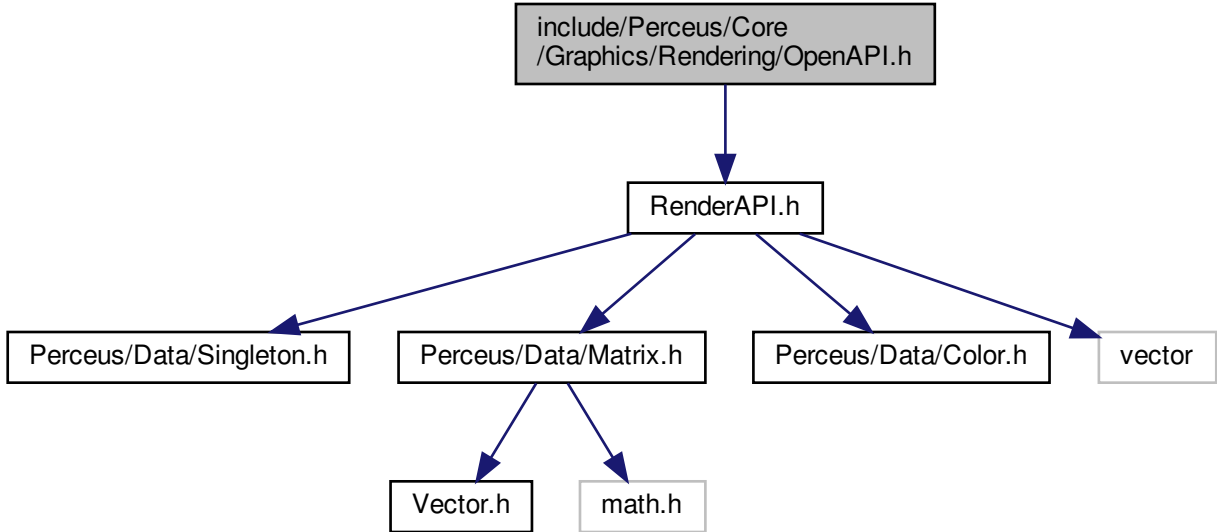 include/Perceus/Core
/Graphics/Rendering/OpenAPI.h
RenderAPI.h
Perceus/Data/Singleton.h
Perceus/Data/Matrix.h
Perceus/Data/Color.h
vector
Vector.h
math.h